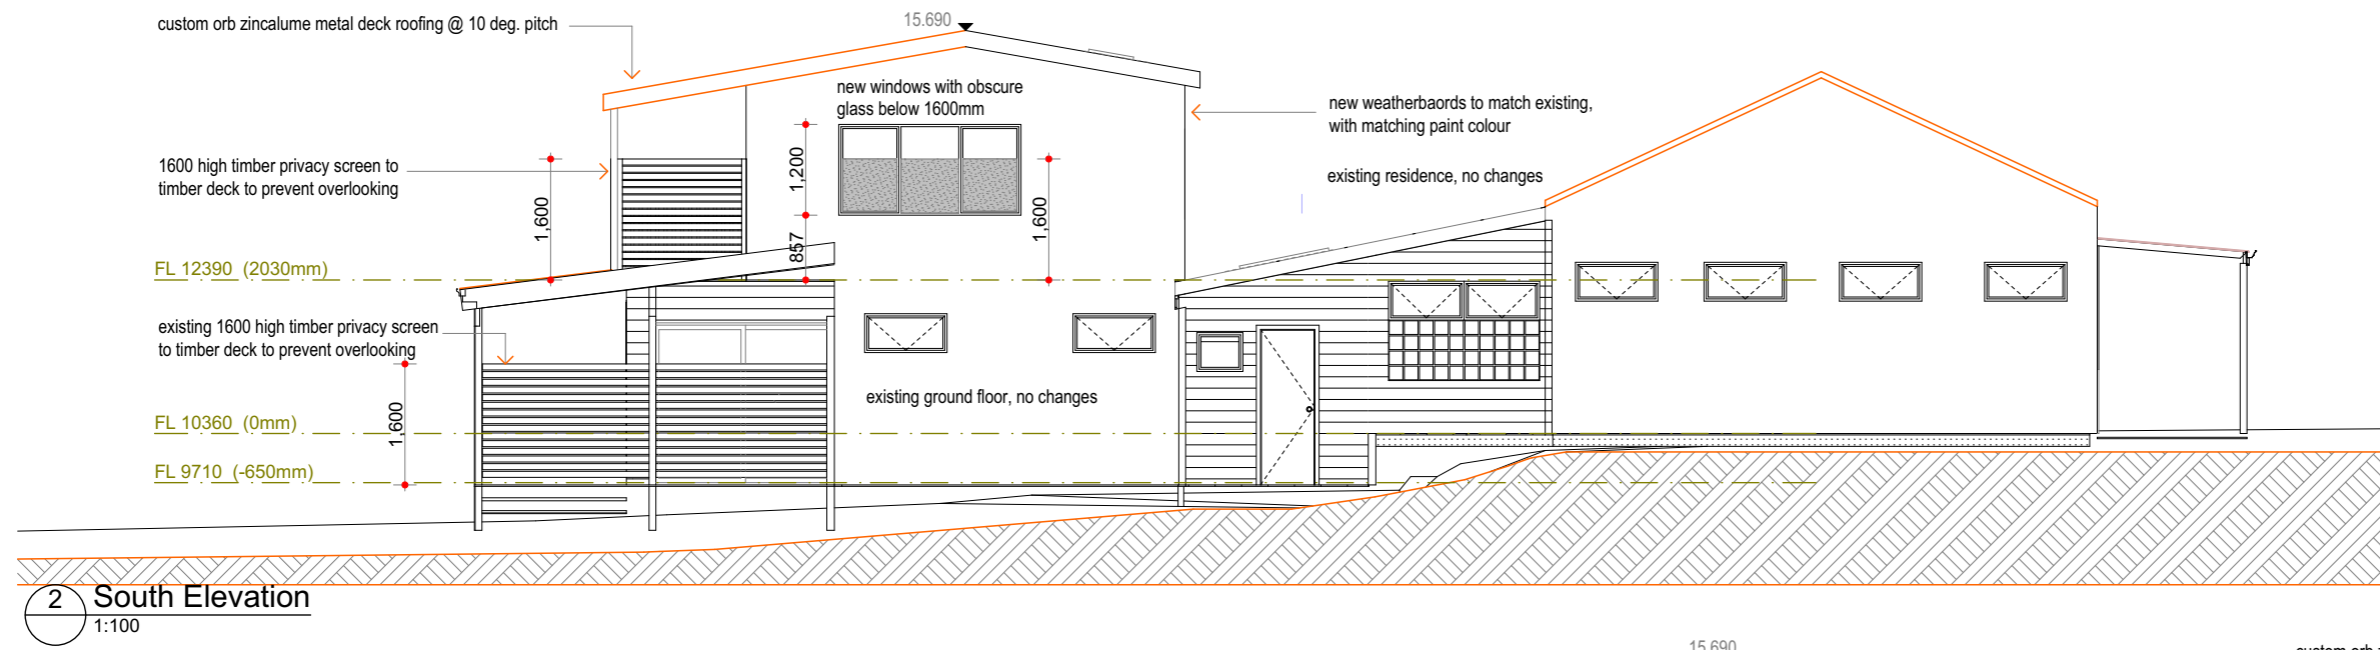 custom orb zincalume metal deck roofing @ 10 deg. pitch
15.690
new windows with obscure
glass below 1600mm
new weatherbaords to match existing,
with matching paint colour
1600 high timber privacy screen to
timber deck to prevent overlooking
existing residence, no changes
1,200
1,600
1,600
857
FL 12390 (2030mm)
existing 1600 high timber privacy screen
to timber deck to prevent overlooking
existing ground floor, no changes
1,600
FL 10360 (0mm)
FL 9710 (-650mm)
2 South Elevation
1:100
15.690
custom orb